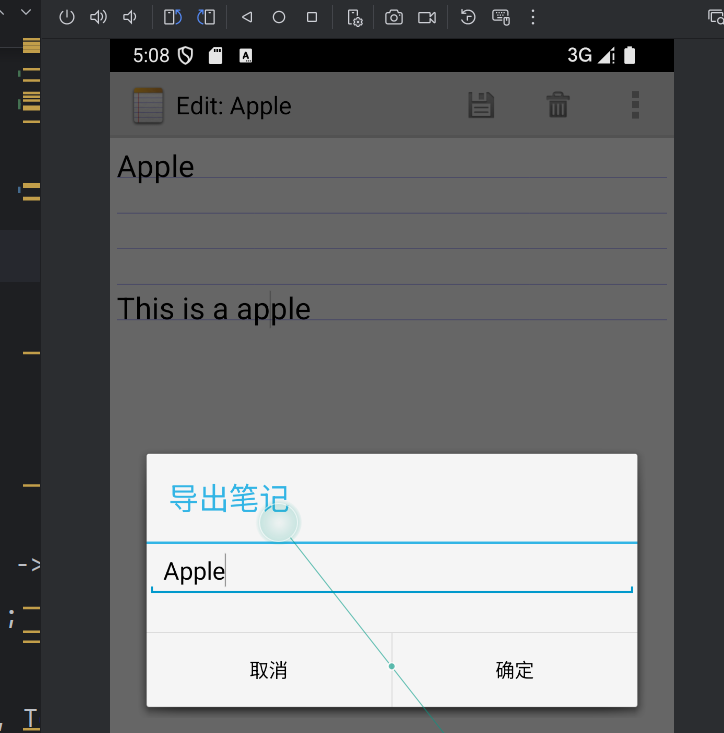 5:08
A
3G
Edit: Apple
Apple
This is a apple
导出笔记
Apple
取消
确定
->
;
, T